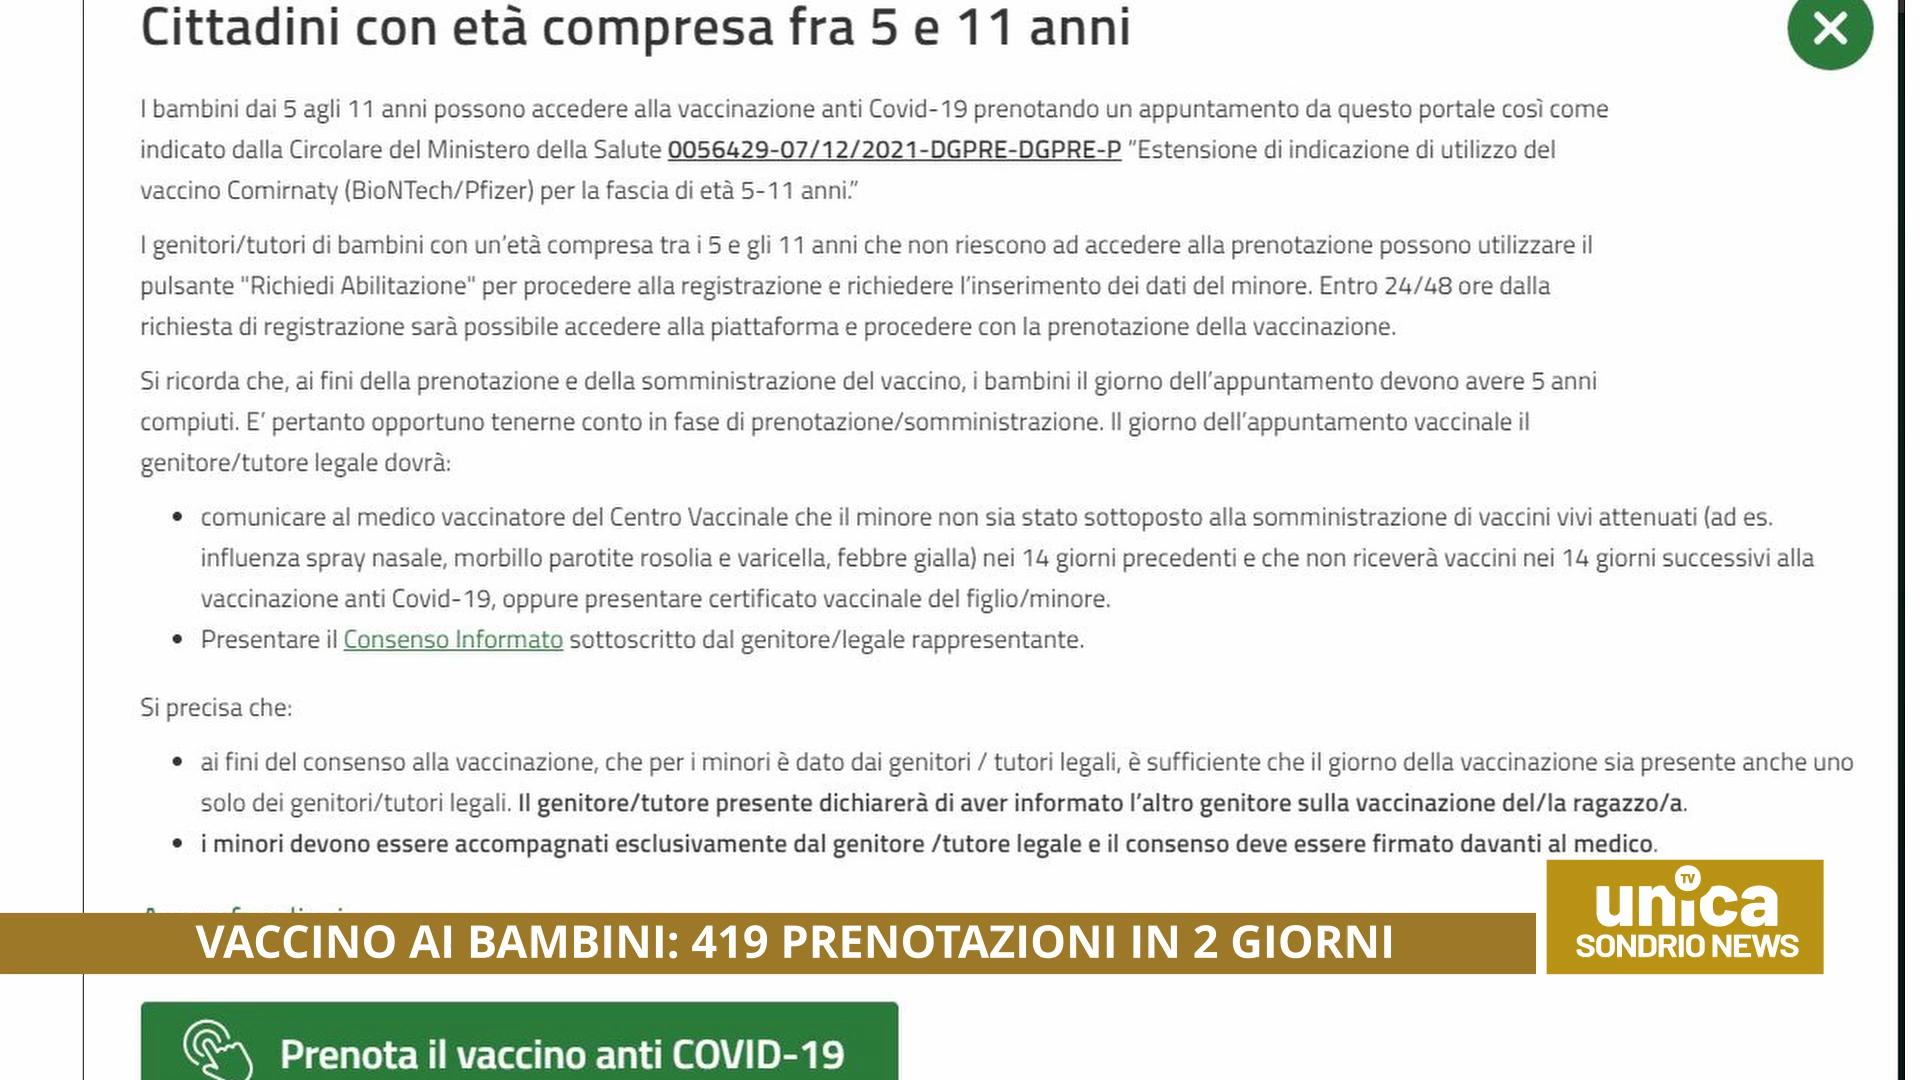 Cittadini con età compresa fra 5 e 11 anni
I bambini dai 5 agli 11 anni possono accedere alla vaccinazione anti Covid-19 prenotando un appuntamento da questo portale così come
indicato dalla Circolare del Ministero della Salute 0056429-07/12/2021-DGPRE-DGPRE-P “Estensione di indicazione di utilizzo del
vaccino Comirnaty (BioNTech/Pfizer) per la fascia di età 5-11 anni.”
I genitori/tutori di bambini con un’età compresa tra i 5 e gli 11 anni che non riescono ad accedere alla prenotazione possono utilizzare il
pulsante "Richiedi Abilitazione" per procedere alla registrazione e richiedere l’inserimento dei dati del minore. Entro 24/48 ore dalla
richiesta di registrazione sarà possibile accedere alla piattaforma e procedere con la prenotazione della vaccinazione.
Si ricorda che, ai fini della prenotazione e della somministrazione del vaccino, i bambini il giorno dell’appuntamento devono avere 5 anni
compiuti. E’ pertanto opportuno tenerne conto in fase di prenotazione/somministrazione. Il giorno dell’appuntamento vaccinale il
genitore/tutore legale dovrà:
• comunicare al medico vaccinatore del Centro Vaccinale che il minore non sia stato sottoposto alla somministrazione di vaccini vivi attenuati (ad es.
influenza spray nasale, morbillo parotite rosolia e varicella, febbre gialla) nei 14 giorni precedenti e che non riceverà vaccini nei 14 giorni successivi alla
vaccinazione anti Covid-19, oppure presentare certificato vaccinale del figlio/minore.
• Presentare il Consenso Informato sottoscritto dal genitore/legale rappresentante.
Si precisa che:
• ai fini del consenso alla vaccinazione, che per i minori è dato dai genitori / tutori legali, è sufficiente che il giorno della vaccinazione sia presente anche uno
solo dei genitori/tutori legali. Il genitore/tutore presente dichiarerà di aver informato l’altro genitore sulla vaccinazione del/la ragazzo/a.
• i minori devono essere accompagnati esclusivamente dal genitore /tutore legale e il consenso deve essere firmato davanti al medico.
VACCINO AI BAMBINI: 419 PRENOTAZIONI IN 2 GIORNI
TV
unica
SONDRIO NEWS
Prenota il vaccino anti COVID-19